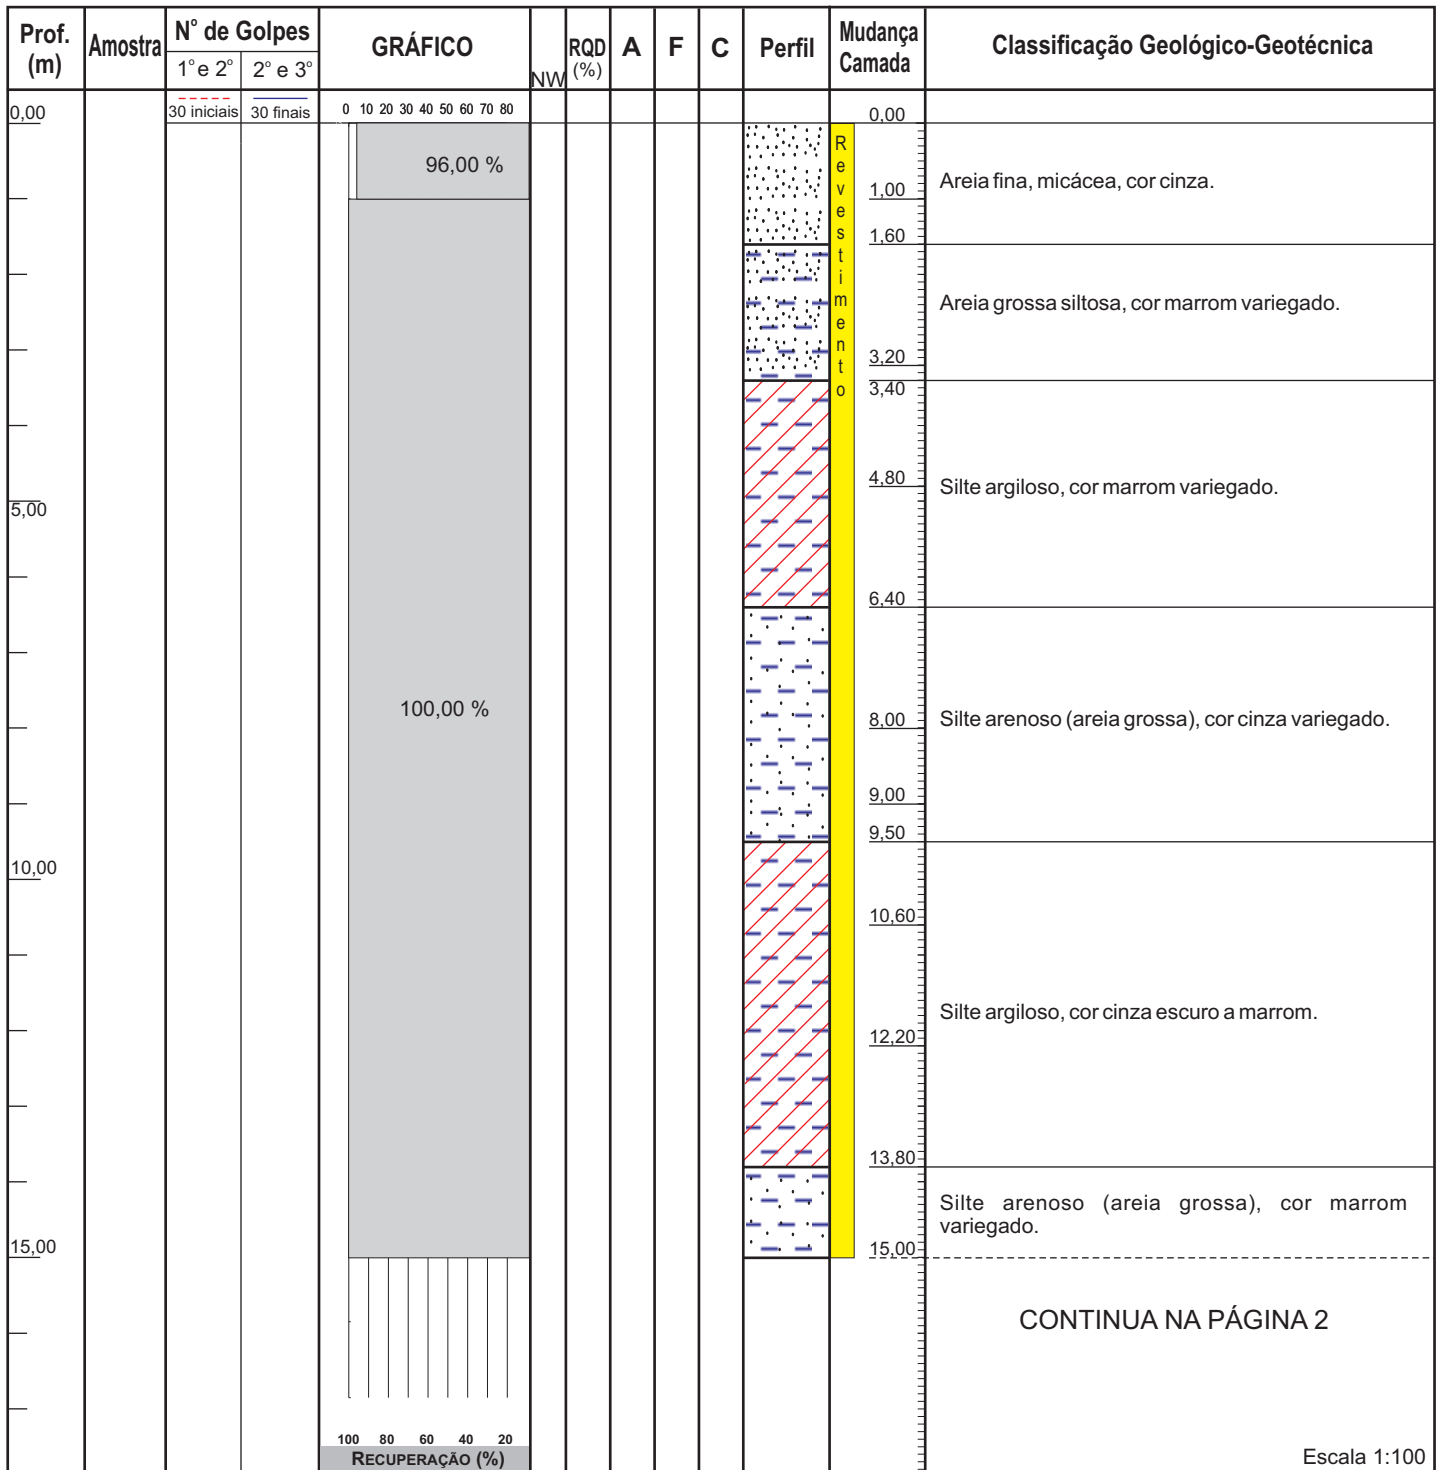 Prof. (m)
Amostra
N° de Golpes
1° e 2°
2° e 3°
GRÁFICO
NW
RQD (%)
A
F
C
Perfil
Mudança Camada
Classificação Geológico-Geotécnica
30 iniciais
30 finais
0 10 20 30 40 50 60 70 80
0,00
0,00
96,00 %
Revestimento
1,00
Areia fina, micácea, cor cinza.
1,60
Areia grossa siltosa, cor marrom variegado.
3,20
3,40
4,80
Silte argiloso, cor marrom variegado.
5,00
6,40
100,00 %
8,00
Silte arenoso (areia grossa), cor cinza variegado.
9,00
9,50
10,00
10,60
Silte argiloso, cor cinza escuro a marrom.
12,20
13,80
Silte arenoso (areia grossa), cor marrom
variegado.
15,00
15,00
CONTINUA NA PÁGINA 2
100 80 60 40 20
RECUPERAÇÃO (%)
Escala 1:100